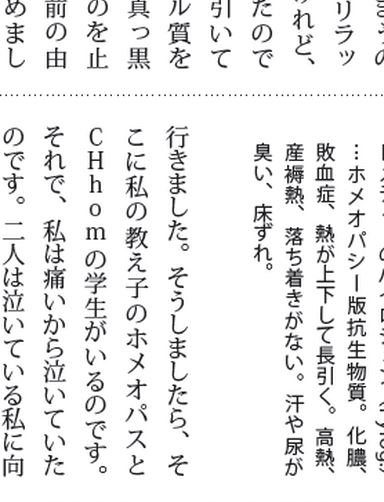 リラッ
れど、
たので
引いて
ル質を
真っ黒
のを止
前の由
めまし
…ホメオパシー版抗生物質。化膿、
敗血症、熱が上下して長引く。高熱、
産褥熱、落ち着きがない。汗や尿が
臭い、床ずれ。
行きました。そうしましたら、そ
こに私の教え子のホメオパスと
CHhomの学生がいるのです。
それで、私は痛いから泣いていた
のです。二人は泣いている私に向